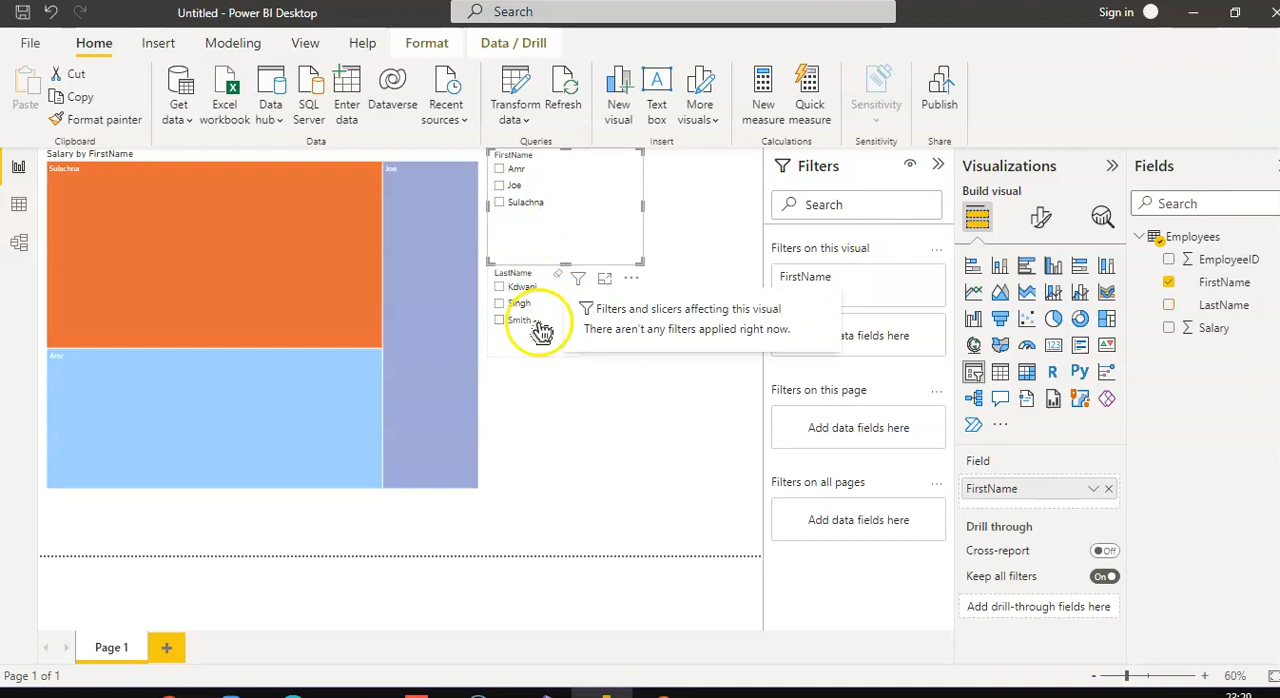 Untitled - Power BI Desktop
Search
Sign in
File
Home
Insert
Modeling
View
Help
Format
Data / Drill
Paste
Cut
Copy
Format painter
Get data
Excel workbook
Data hub
SQL Server
Enter data
Dataverse
Recent sources
Transform data
Refresh
New visual
Text box
More visuals
New measure
Quick measure
Sensitivity
Publish
Clipboard
Data
Queries
Insert
Calculations
Sensitivity
Share
Salary by FirstName
Sulachna
Joe
Amr
FirstName
Amr
Joe
Sulachna
LastName
Kdwani
Singh
Smith
Filters and slicers affecting this visual
There aren't any filters applied right now.
Filters
Search
Filters on this visual
FirstName
data fields here
Filters on this page
Add data fields here
Filters on all pages
Add data fields here
Visualizations
Build visual
123
R
Py
Field
FirstName
Drill through
Cross-report
Off
Keep all filters
On
Add drill-through fields here
Fields
Search
Employees
EmployeeID
FirstName
LastName
Salary
Page 1
Page 1 of 1
60%